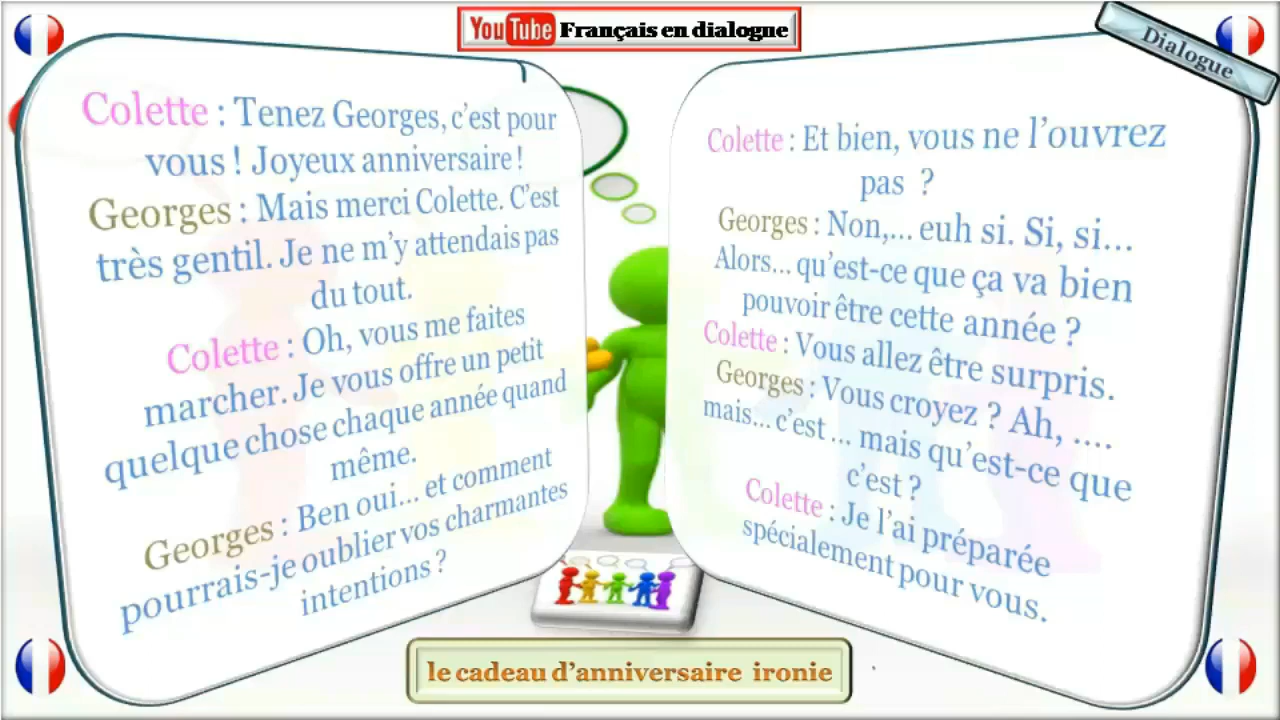 YouTube Français en dialogue
Dialogue
Colette : Tenez Georges, c’est pour
vous ! Joyeux anniversaire !
Georges : Mais merci Colette. C’est
très gentil. Je ne m’y attendais pas
du tout.
Colette : Oh, vous me faites
marcher. Je vous offre un petit
quelque chose chaque année quand
même.
Georges : Ben oui... et comment
pourrais-je oublier vos charmantes
intentions ?
Colette : Et bien, vous ne l’ouvrez
pas ?
Georges : Non,... euh si. Si, si...
Alors... qu’est-ce que ça va bien
pouvoir être cette année ?
Colette : Vous allez être surpris.
Georges : Vous croyez ? Ah, ....
mais... c’est ... mais qu’est-ce que
c’est ?
Colette : Je l’ai préparée
spécialement pour vous.
le cadeau d’anniversaire ironie